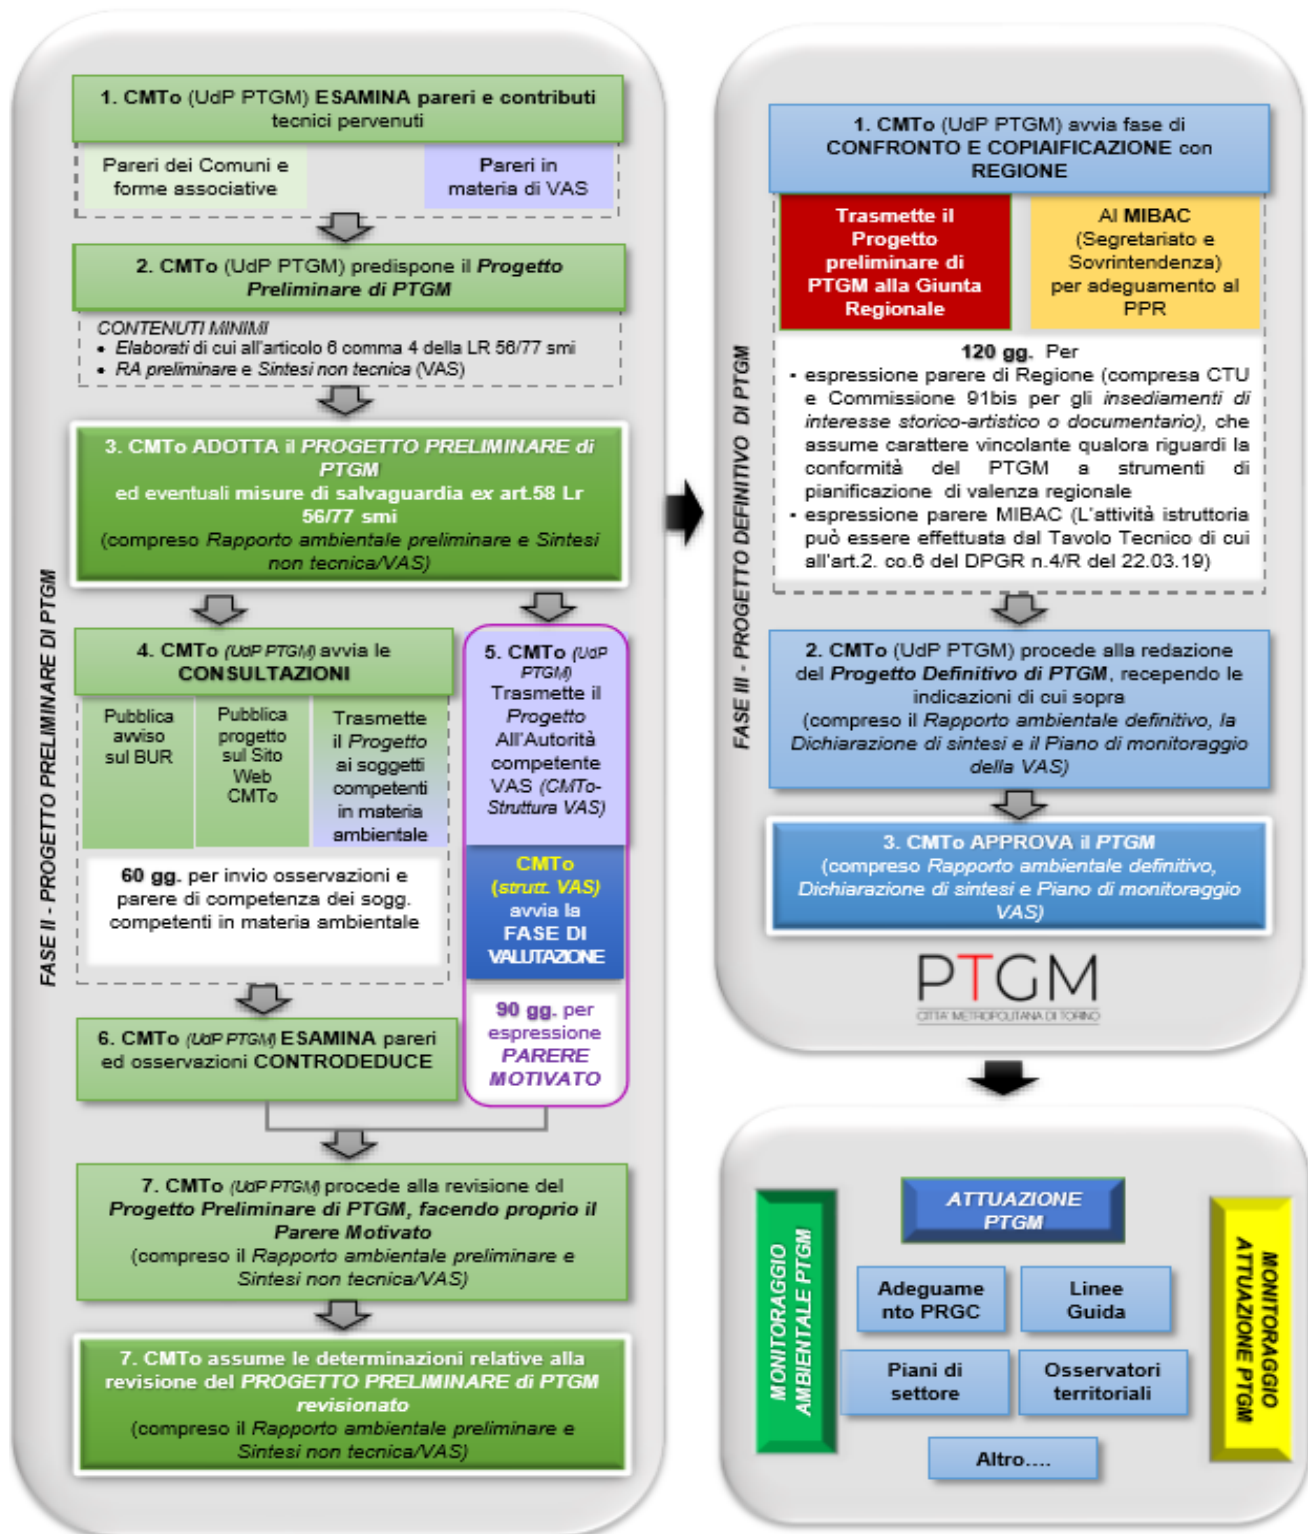 FASE II - PROGETTO PRELIMINARE DI PTGM
1. CMTo (UdP PTGM) ESAMINA pareri e contributi
tecnici pervenuti
Pareri dei Comuni e
forme associative
Pareri in
materia di VAS
2. CMTo (UdP PTGM) predispone il Progetto
Preliminare di PTGM
CONTENUTI MINIMI
• Elaborati di cui all'articolo 6 comma 4 della LR 56/77 smi
• RA preliminare e Sintesi non tecnica (VAS)
3. CMTo ADOTTA il PROGETTO PRELIMINARE di
PTGM
ed eventuali misure di salvaguardia ex art.58 Lr
56/77 smi
(compreso Rapporto ambientale preliminare e Sintesi
non tecnica/VAS)
4. CMTo (UdP PTGM) avvia le
CONSULTAZIONI
Pubblica
avviso
sul BUR
Pubblica
progetto
sul Sito
Web
CMTo
Trasmette
il Progetto
ai soggetti
competenti
in materia
ambientale
60 gg. per invio osservazioni e
parere di competenza dei sogg.
competenti in materia ambientale
5. CMTo (UdP
PTGM)
Trasmette il
Progetto
All'Autorità
competente
VAS (CMTo-
Struttura VAS)
CMTo
(strutt. VAS)
avvia la
FASE DI
VALUTAZIONE
90 gg. per
espressione
PARERE
MOTIVATO
6. CMTo (UdP PTGM) ESAMINA pareri
ed osservazioni CONTRODEDUCE
7. CMTo (UdP PTGM) procede alla revisione del
Progetto Preliminare di PTGM, facendo proprio il
Parere Motivato
(compreso il Rapporto ambientale preliminare e
Sintesi non tecnica/VAS)
7. CMTo assume le determinazioni relative alla
revisione del PROGETTO PRELIMINARE di PTGM
revisionato
(compreso il Rapporto ambientale preliminare e
Sintesi non tecnica/VAS)
FASE III - PROGETTO DEFINITIVO DI PTGM
1. CMTo (UdP PTGM) avvia fase di
CONFRONTO E COPIAIFICAZIONE con
REGIONE
Trasmette il
Progetto
preliminare di
PTGM alla Giunta
Regionale
Al MIBAC
(Segretariato e
Sovrintendenza)
per adeguamento al
PPR
120 gg. Per
• espressione parere di Regione (compresa CTU
e Commissione 91bis per gli insediamenti di
interesse storico-artistico o documentario), che
assume carattere vincolante qualora riguardi la
conformità del PTGM a strumenti di
pianificazione di valenza regionale
• espressione parere MIBAC (L'attività istruttoria
può essere effettuata dal Tavolo Tecnico di cui
all'art.2. co.6 del DPGR n.4/R del 22.03.19)
2. CMTo (UdP PTGM) procede alla redazione
del Progetto Definitivo di PTGM, recependo le
indicazioni di cui sopra
(compreso il Rapporto ambientale definitivo, la
Dichiarazione di sintesi e il Piano di monitoraggio
della VAS)
3. CMTo APPROVA il PTGM
(compreso Rapporto ambientale definitivo,
Dichiarazione di sintesi e Piano di monitoraggio
VAS)
PTGM
CITTA' METROPOLITANA DI TORINO
MONITORAGGIO
AMBIENTALE PTGM
ATTUAZIONE
PTGM
Adeguame
nto PRGC
Linee
Guida
Piani di
settore
Osservatori
territoriali
Altro....
MONITORAGGIO
ATTUAZIONE PTGM